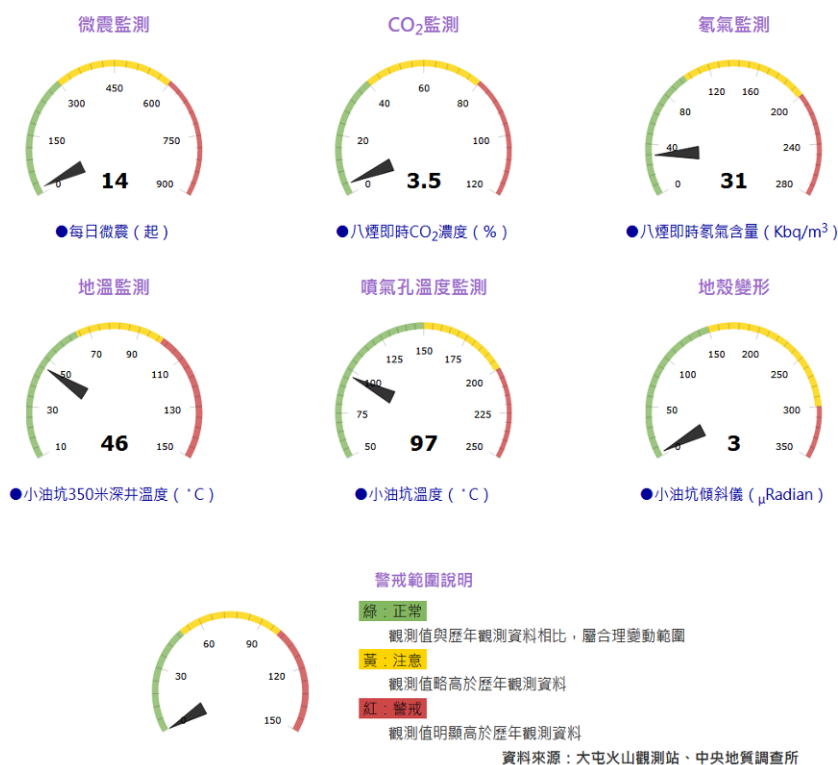 微震監測
CO₂監測
氡氣監測
0 150 300 450 600 750 900
14
0 20 40 60 80 100 120
3.5
0 40 80 120 160 200 240 280
31
●每日微震（起）
●八煙即時CO₂濃度（%）
●八煙即時氡氣含量（Kbq/m³）
地溫監測
噴氣孔溫度監測
地殼變形
10 30 50 70 90 110 130 150
46
50 75 100 125 150 175 200 225 250
97
0 50 100 150 200 250 300 350
3
●小油坑350米深井溫度（˚C）
●小油坑溫度（˚C）
●小油坑傾斜儀（μRadian）
0 30 60 90 120 150
警戒範圍說明
綠：正常
觀測值與歷年觀測資料相比，屬合理變動範圍
黃：注意
觀測值略高於歷年觀測資料
紅：警戒
觀測值明顯高於歷年觀測資料
資料來源：大屯火山觀測站、中央地質調查所